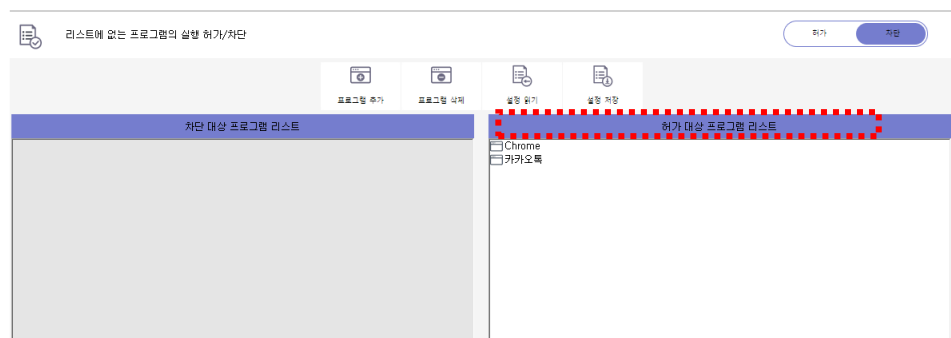 리스트에 없는 프로그램의 실행 허가/차단
허가 차단
프로그램 추가 프로그램 삭제 설정 읽기 설정 저장
차단 대상 프로그램 리스트 허가 대상 프로그램 리스트
Chrome
카카오톡